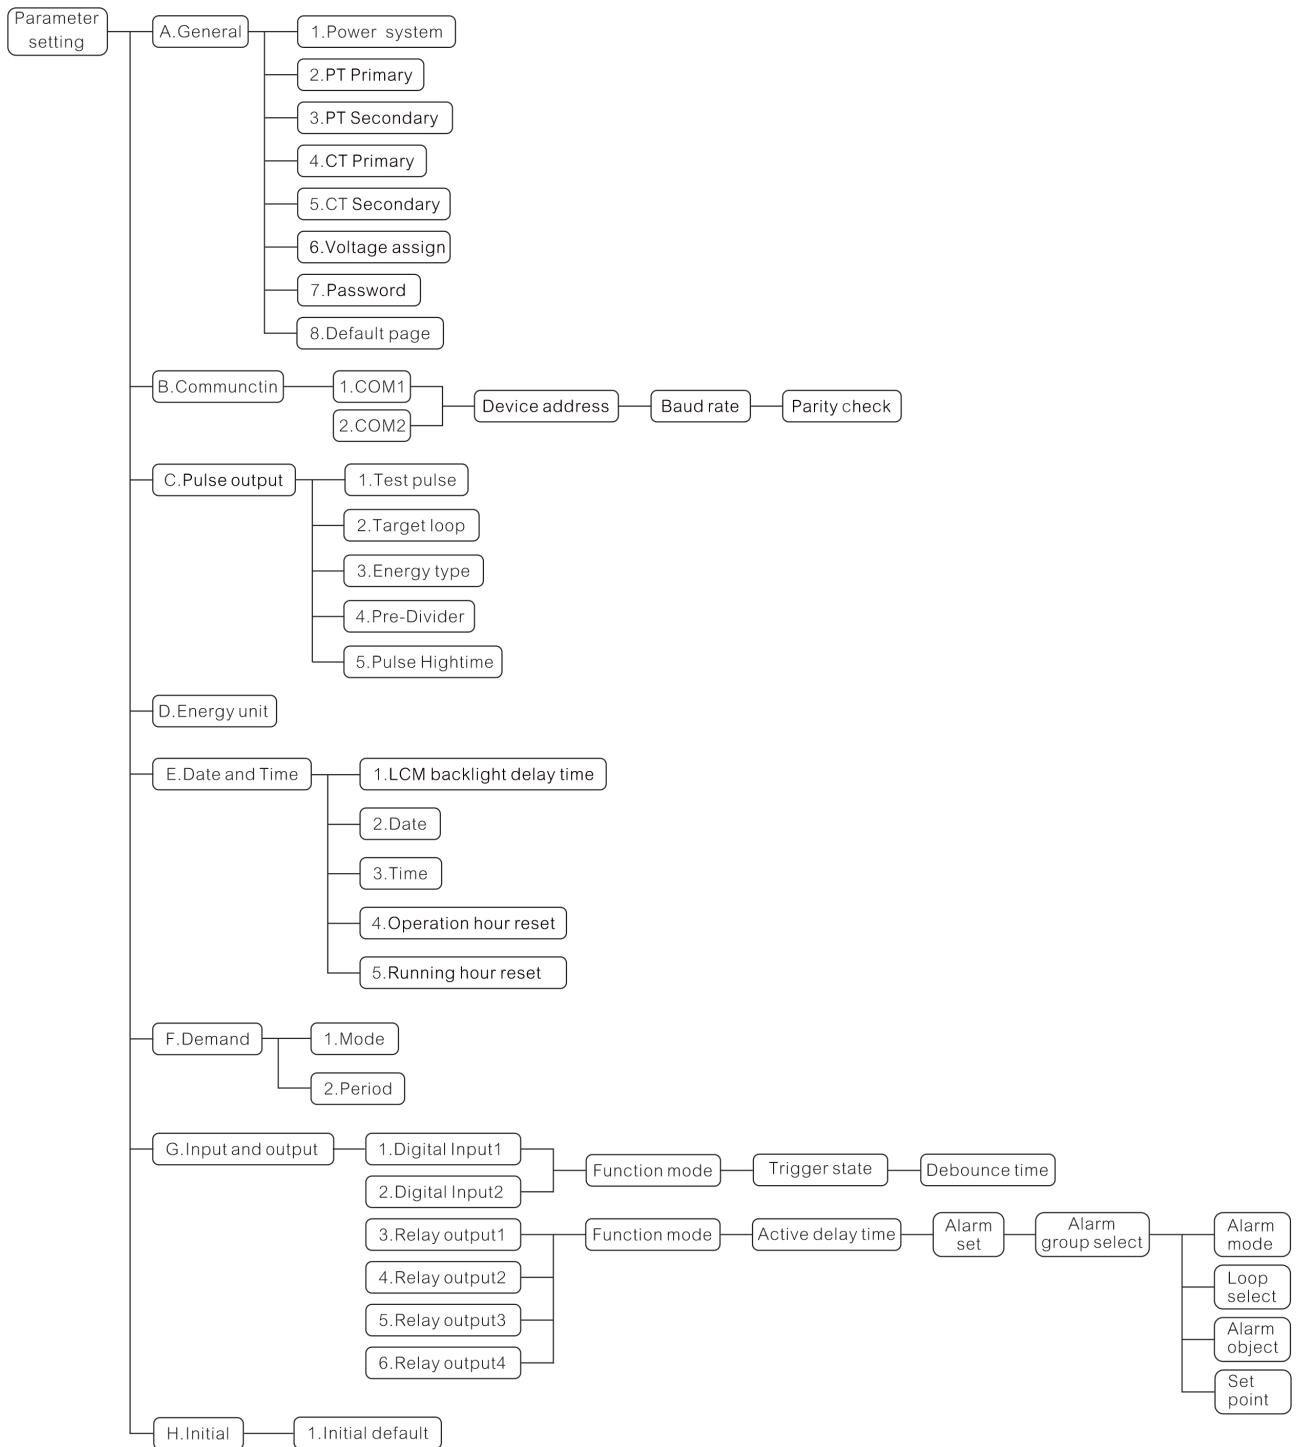 Parameter
setting
A.General
1.Power system
2.PT Primary
3.PT Secondary
4.CT Primary
5.CT Secondary
6.Voltage assign
7.Password
8.Default page
B.Communctin
1.COM1
2.COM2
Device address
Baud rate
Parity check
C.Pulse output
1.Test pulse
2.Target loop
3.Energy type
4.Pre-Divider
5.Pulse Hightime
D.Energy unit
E.Date and Time
1.LCM backlight delay time
2.Date
3.Time
4.Operation hour reset
5.Running hour reset
F.Demand
1.Mode
2.Period
G.Input and output
1.Digital Input1
2.Digital Input2
Function mode
Trigger state
Debounce time
3.Relay output1
4.Relay output2
5.Relay output3
6.Relay output4
Function mode
Active delay time
Alarm
set
Alarm
group select
Alarm
mode
Loop
select
Alarm
object
Set
point
H.Initial
1.Initial default